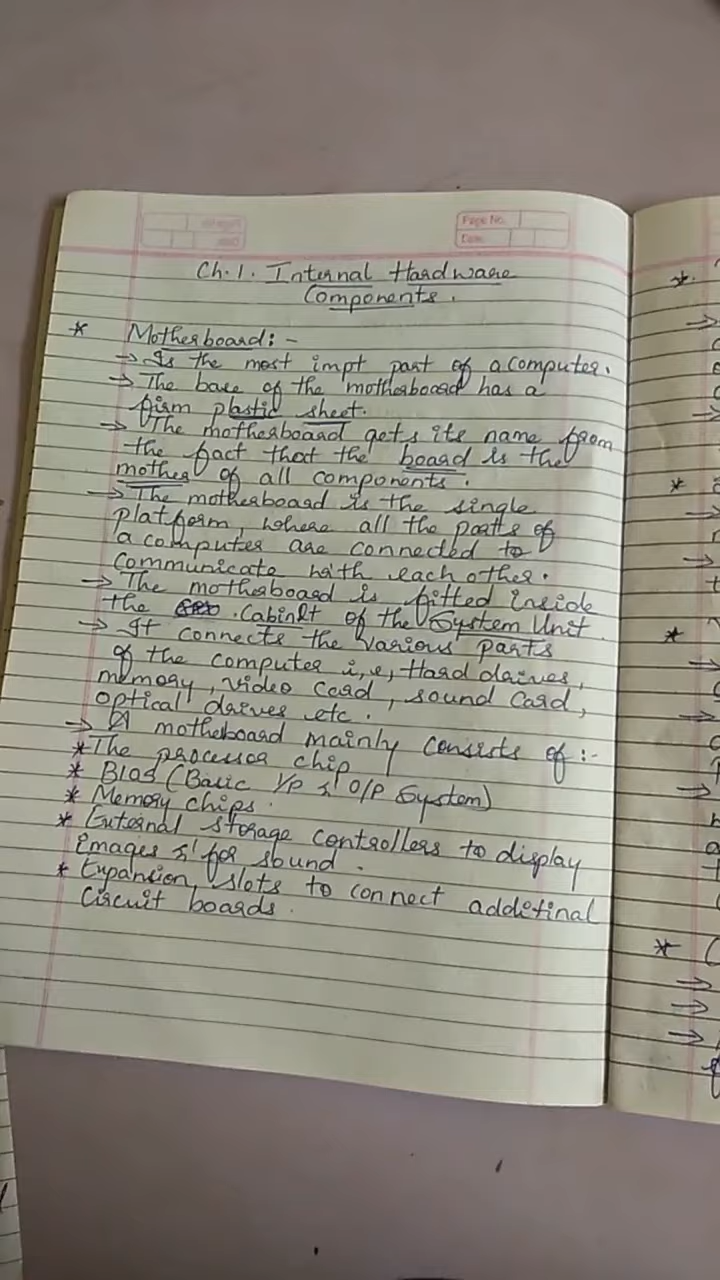 Page No.
Date
Ch. 1. Internal Hardware
Components.
* Motherboard: -
→ Is the most impt part of a computer.
→ The base of the motherboard has a
firm plastic sheet.
→ The motherboard gets its name from
the fact that the board is the
mother of all components.
→ The motherboard is the single
platform, where all the parts of
a computer are connected to
communicate with each other.
→ The motherboard is fitted inside
the Cabinet of the System Unit
→ It connects the various parts
of the computer i,e, Hard drives,
memory, video card, sound card,
optical drives etc.
→ A motherboard mainly consists of :-
* The processor chip
* Bios (Basic I/p & O/P System)
* Memory chips.
* External storage controllers to display
images & for sound.
* Expansion slots to connect additinal
circuit boards.